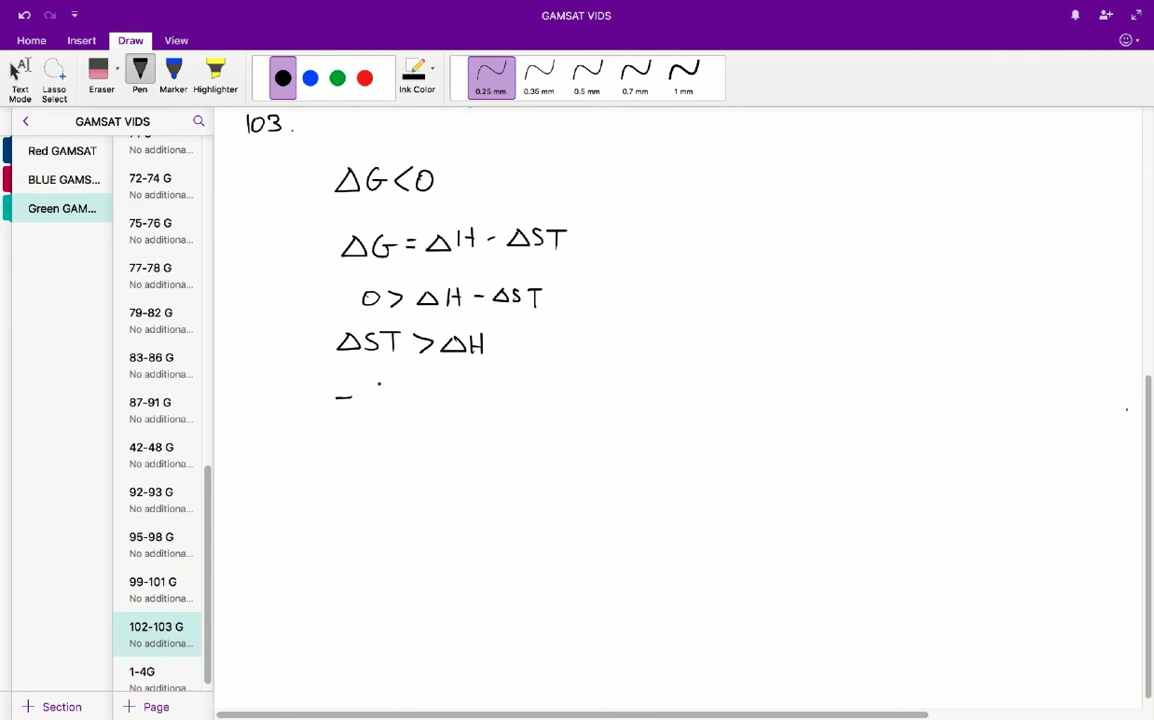 GAMSAT VIDS
Home Insert Draw View
Text Mode
Lasso Select
Eraser
Pen
Marker
Highlighter
Ink Color
0.25 mm
0.35 mm
0.5 mm
0.7 mm
1 mm
GAMSAT VIDS
Red GAMSAT
BLUE GAMS...
Green GAM...
No additiona...
72-74 G
No additiona...
75-76 G
No additiona...
77-78 G
No additiona...
79-82 G
No additiona...
83-86 G
No additiona...
87-91 G
No additiona...
42-48 G
No additiona...
92-93 G
No additiona...
95-98 G
No additiona...
99-101 G
No additiona...
102-103 G
No additiona...
1-4G
No additiona...
+ Section
+ Page
103.
ΔG<0
ΔG = ΔH - ΔST
0 > ΔH - ΔST
ΔST > ΔH
-